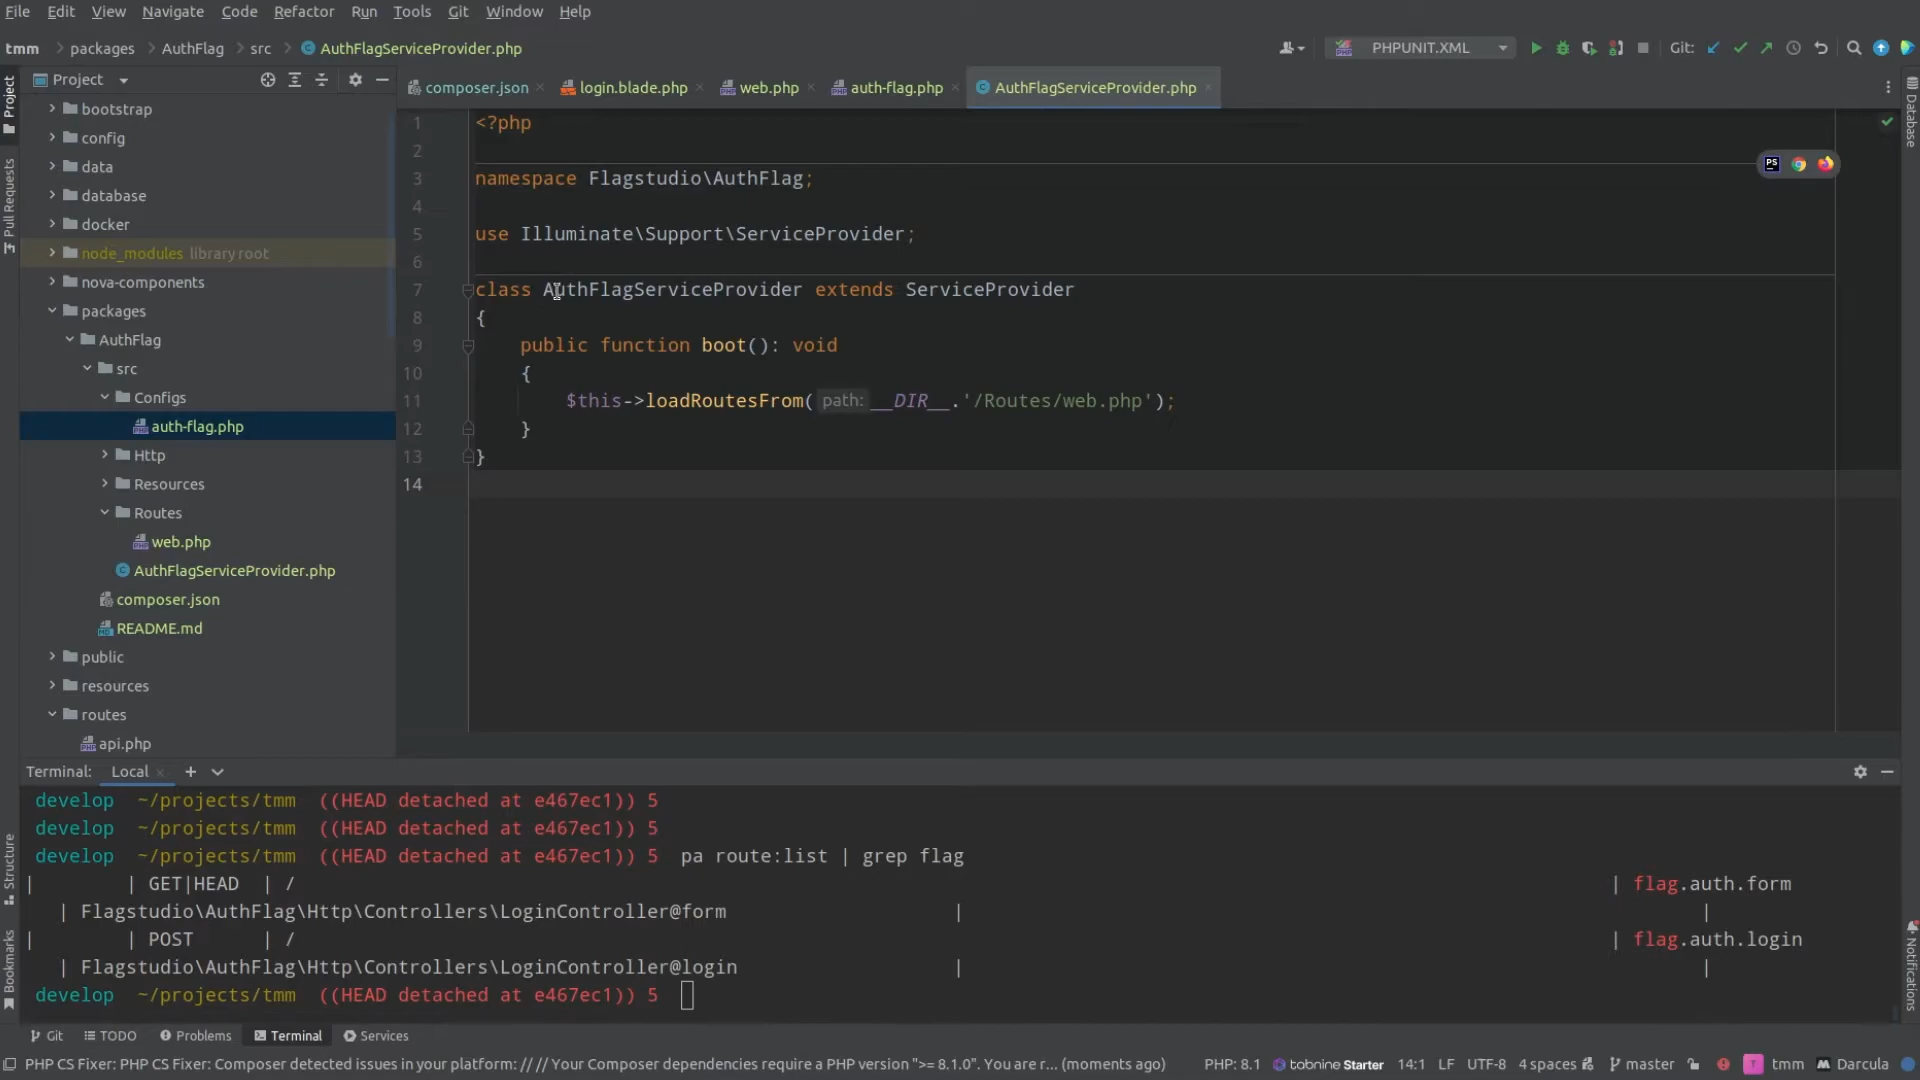 File Edit View Navigate Code Refactor Run Tools Git Window Help
tmm packages AuthFlag src AuthFlagServiceProvider.php
PHPUNIT.XML
Git:
Project
composer.json
login.blade.php
web.php
auth-flag.php
AuthFlagServiceProvider.php
Project
Pull Requests
Structure
Bookmarks
bootstrap
config
data
database
docker
node_modules library root
nova-components
packages
AuthFlag
src
Configs
auth-flag.php
Http
Resources
Routes
web.php
AuthFlagServiceProvider.php
composer.json
README.md
public
resources
routes
api.php
1 <?php
2
3 namespace Flagstudio\AuthFlag;
4
5 use Illuminate\Support\ServiceProvider;
6
7 class AuthFlagServiceProvider extends ServiceProvider
8 {
9 public function boot(): void
10 {
11 $this->loadRoutesFrom( path: __DIR__.'/Routes/web.php');
12 }
13 }
14
PS
Database
Notifications
Terminal: Local
develop ~/projects/tmm ((HEAD detached at e467ec1)) 5
develop ~/projects/tmm ((HEAD detached at e467ec1)) 5
develop ~/projects/tmm ((HEAD detached at e467ec1)) 5 pa route:list | grep flag
| | GET|HEAD | / | flag.auth.form
| Flagstudio\AuthFlag\Http\Controllers\LoginController@form | |
| | POST | / | flag.auth.login
| Flagstudio\AuthFlag\Http\Controllers\LoginController@login | |
develop ~/projects/tmm ((HEAD detached at e467ec1)) 5
Git TODO Problems Terminal Services
PHP CS Fixer: PHP CS Fixer: Composer detected issues in your platform: // // Your Composer dependencies require a PHP version ">= 8.1.0". You are r... (moments ago) PHP: 8.1 tabnine Starter 14:1 LF UTF-8 4 spaces master T tmm Darcula